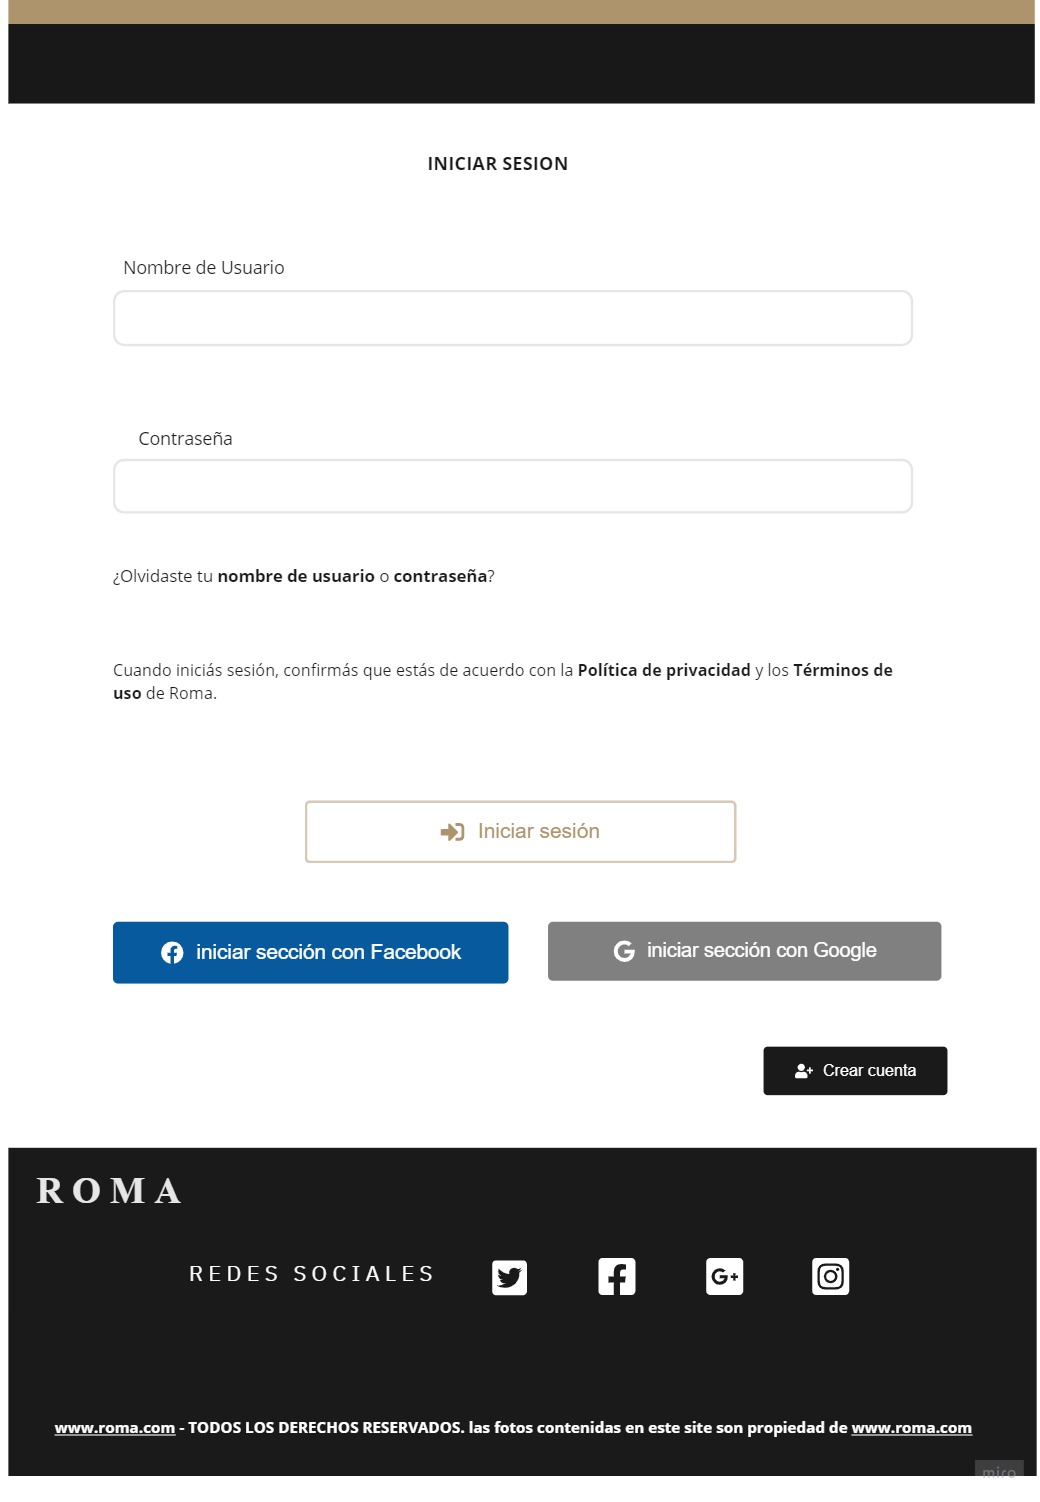 INICIAR SESION
Nombre de Usuario
Contraseña
¿Olvidaste tu nombre de usuario o contraseña?
Cuando iniciás sesión, confirmás que estás de acuerdo con la Política de privacidad y los Términos de
uso de Roma.
Iniciar sesión
iniciar sección con Facebook
iniciar sección con Google
Crear cuenta
ROMA
REDES SOCIALES
www.roma.com - TODOS LOS DERECHOS RESERVADOS. las fotos contenidas en este site son propiedad de www.roma.com
miro